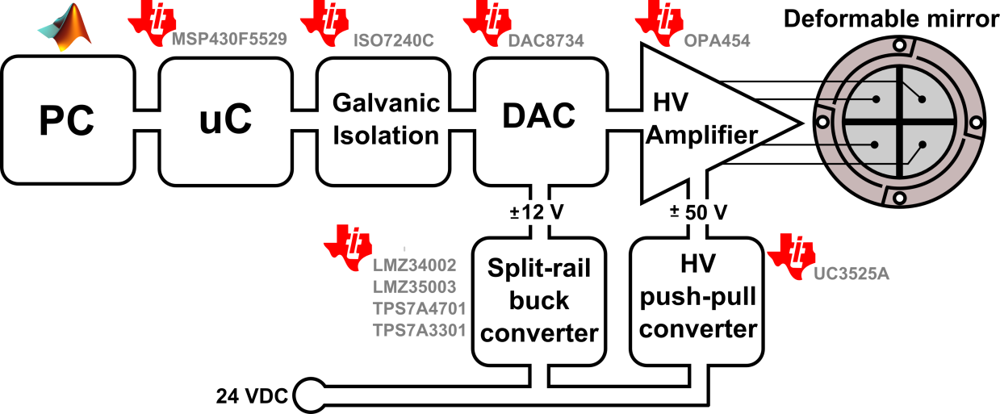 Deformable mirror
MSP430F5529
ISO7240C
DAC8734
OPA454
PC
uC
Galvanic
Isolation
DAC
HV
Amplifier
±12 V
± 50 V
LMZ34002
LMZ35003
TPS7A4701
TPS7A3301
Split-rail
buck
converter
HV
push-pull
converter
UC3525A
24 VDC